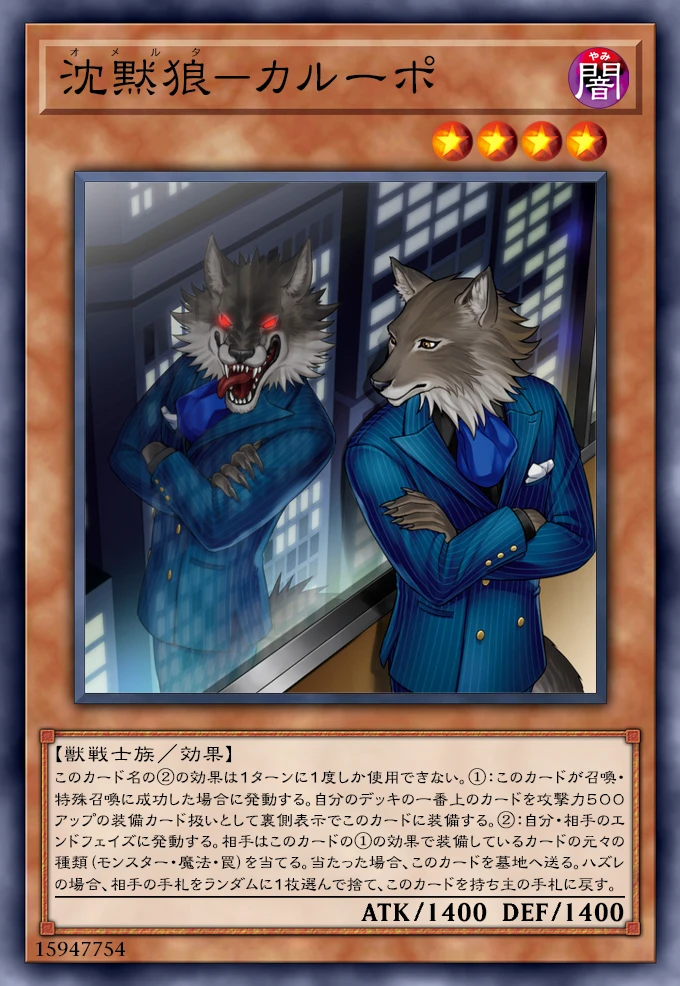 オメルタ
沈黙狼－カルーポ
やみ
闇
【獣戦士族／効果】
このカード名の②の効果は1ターンに1度しか使用できない。①：このカードが召喚・
特殊召喚に成功した場合に発動する。自分のデッキの一番上のカードを攻撃力５００
アップの装備カード扱いとして裏側表示でこのカードに装備する。②：自分・相手のエ
ンドフェイズに発動する。相手はこのカードの①の効果で装備しているカードの元々の
種類（モンスター・魔法・罠）を当てる。当たった場合、このカードを墓地へ送る。ハズレ
の場合、相手の手札をランダムに1枚選んで捨て、このカードを持ち主の手札に戻す。
ATK/1400 DEF/1400
15947754